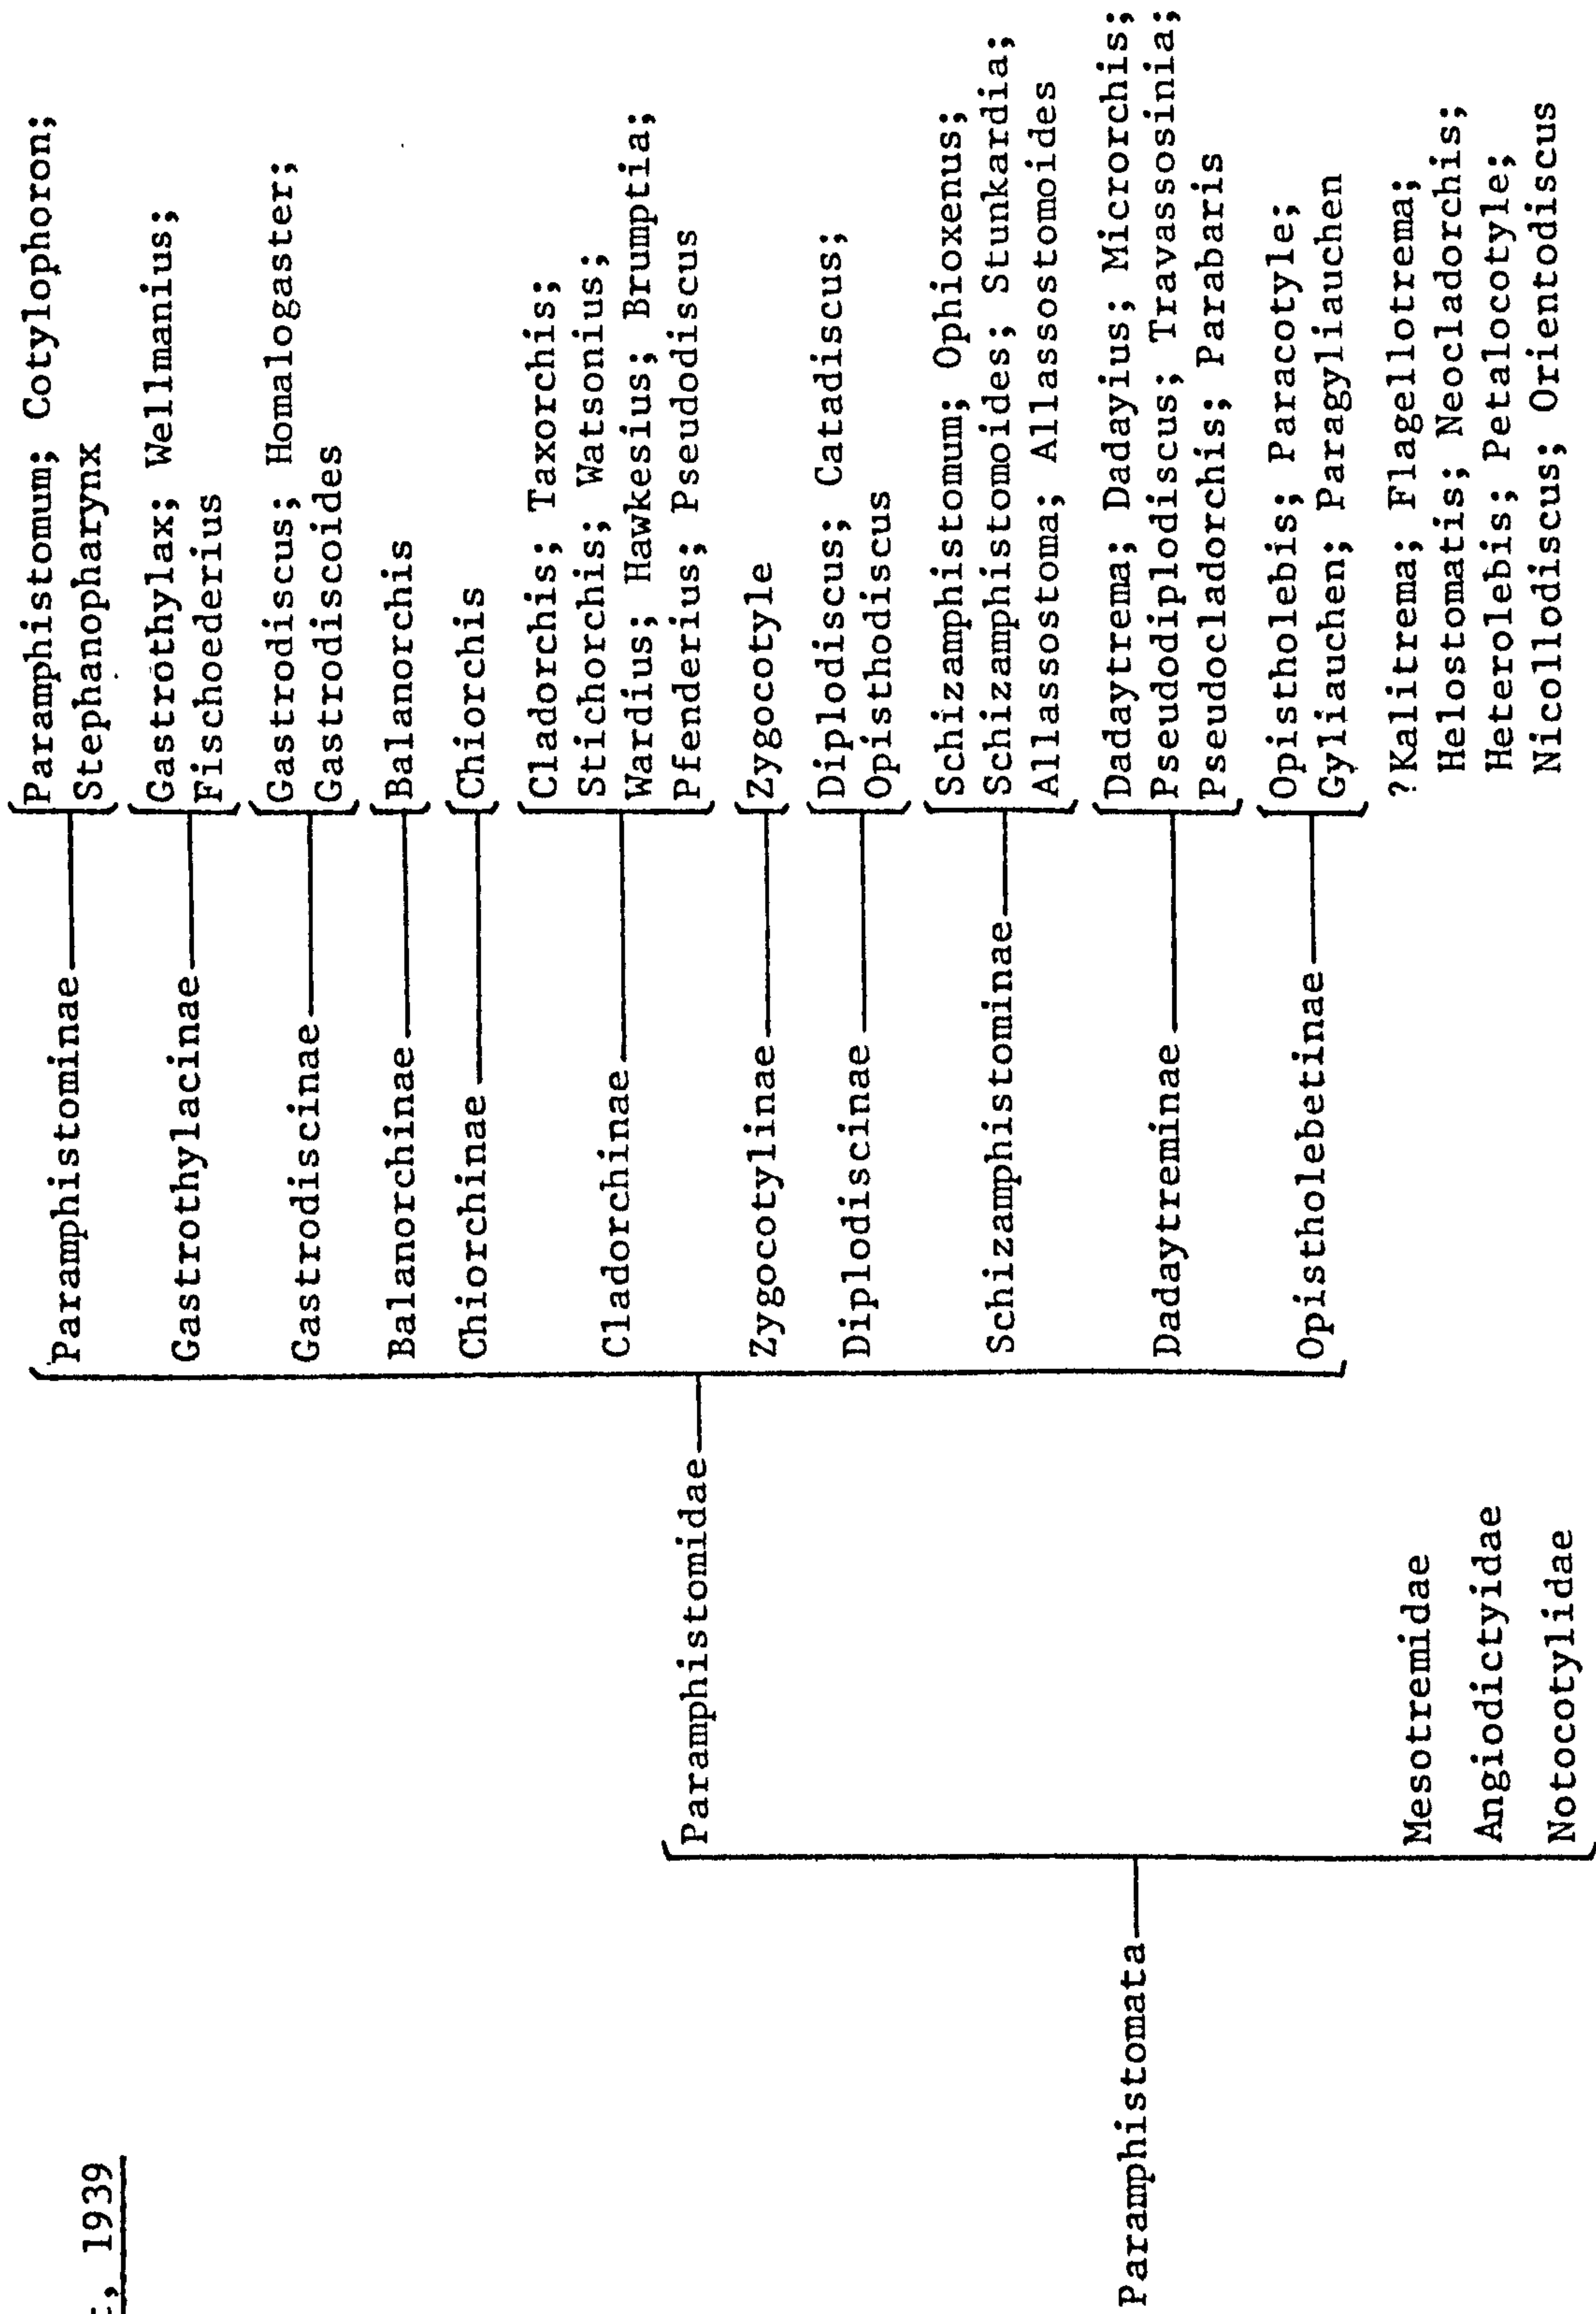 , 1939
Paramphistominae
Paramphistomum; Cotylophoron;
Stephanopharynx
Gastrothylacinae
Gastrothylax; Wellmanius;
Fischoederius
Gastrodiscinae
Gastrodiscus; Homalogaster;
Gastrodiscoides
Balanorchinae
Balanorchis
Chiorchinae
Chiorchis
Cladorchinae
Cladorchis; Taxorchis;
Stichorchis; Watsonius;
Wardius; Hawkesius; Brumptia;
Pfenderius; Pseudodiscus
Paramphistomidae
Zygocotylinae
Zygocotyle
Diplodiscinae
Diplodiscus; Catadiscus;
Opisthodiscus
Schizamphistominae
Schizamphistomum; Ophioxenus;
Schizamphistomoides; Stunkardia;
Allassostoma; Allassostomoides
Paramphistomata
Dadaytreminae
Dadaytrema; Dadayius; Microrchis;
Pseudodiplodiscus; Travassosinia;
Pseudocladorchis; Parabaris
Opistholebetinae
Opistholebis; Paracotyle;
Gyliauchen; Paragyliauchen
?Kalitrema; Flagellotrema;
Helostomatis; Neocladorchis;
Heterolebis; Petalocotyle;
Nicollodiscus; Orientodiscus
Mesotremidae
Angiodictyidae
Notocotylidae